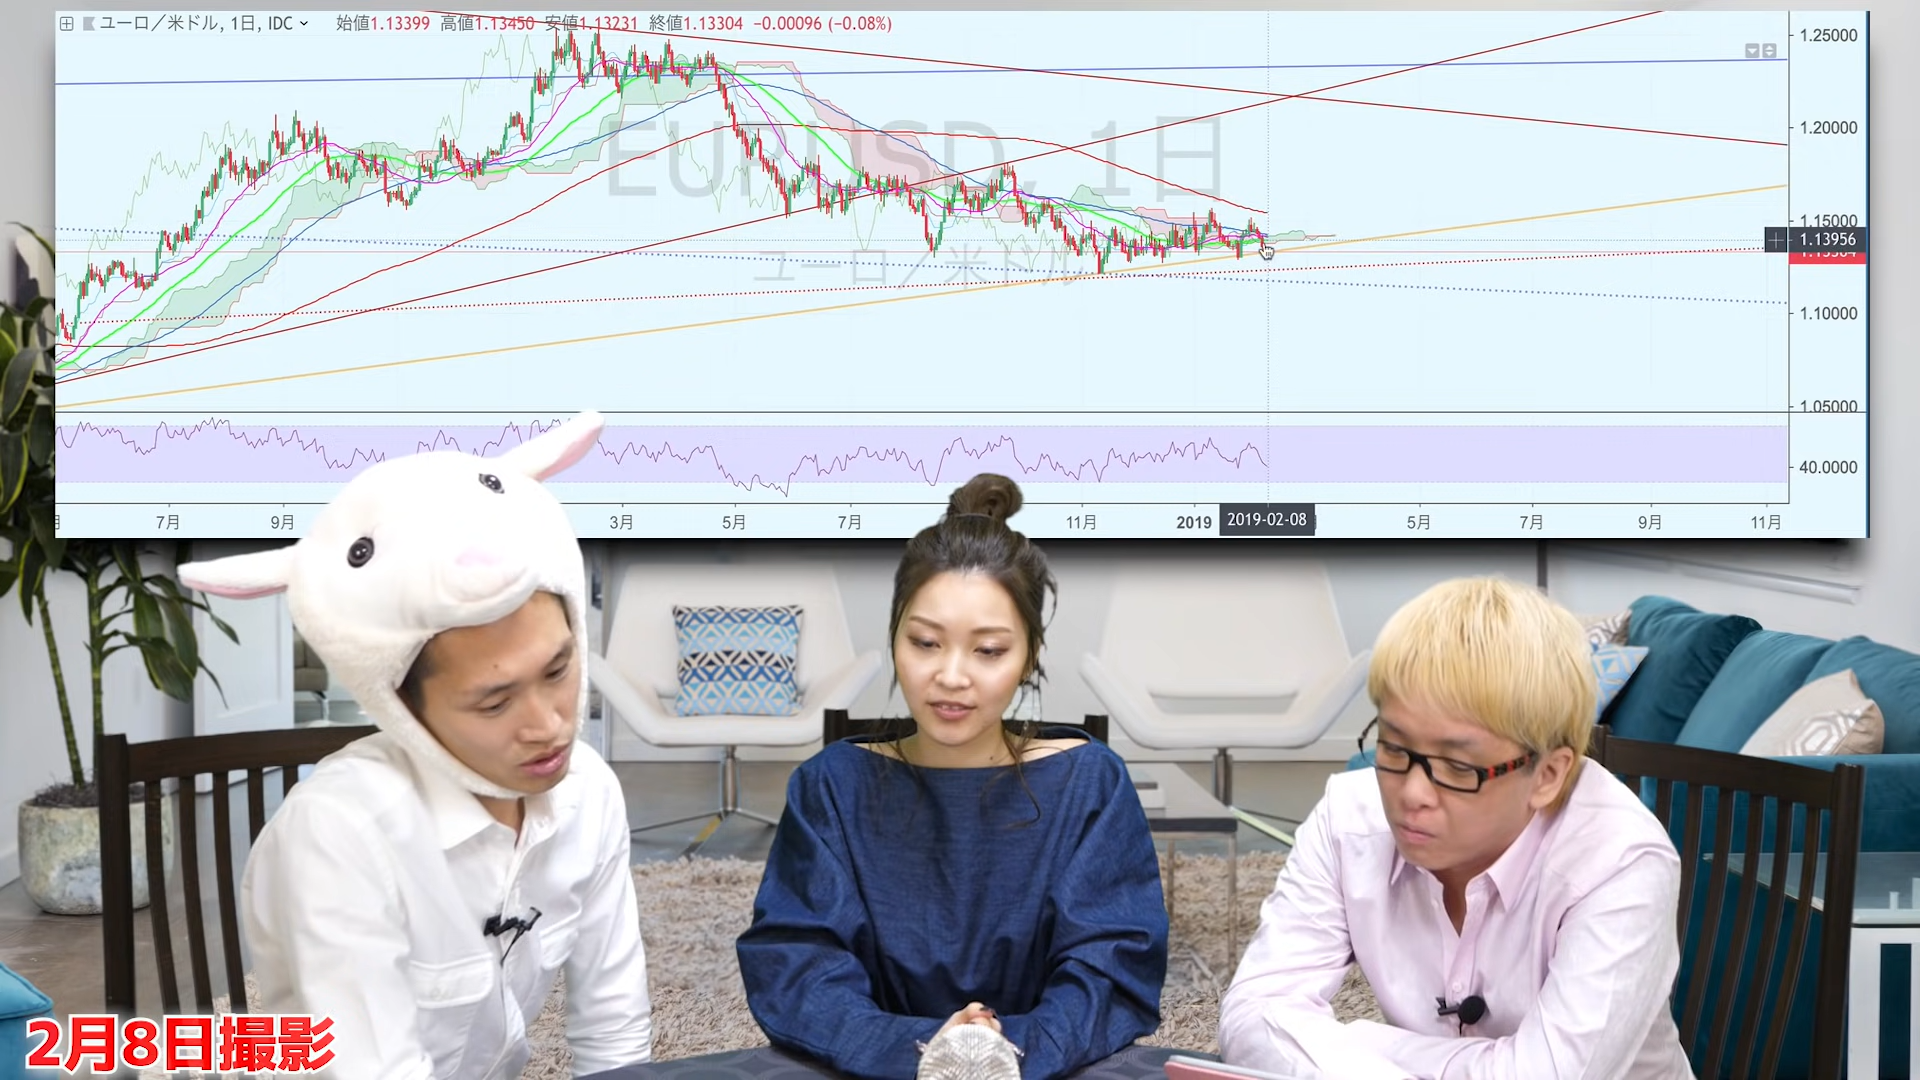 ユーロ／米ドル, 1日, IDC 始値1.13399 高値1.13450 安値1.13231 終値1.13304 −0.00096 (−0.08%)
EURUSD, 1日
ユーロ／米ドル
1.25000
1.20000
1.15000
1.13956
1.13304
1.10000
1.05000
40.0000
7月 9月 3月 5月 7月 11月 2019 2019-02-08 5月 7月 9月 11月
2月8日撮影